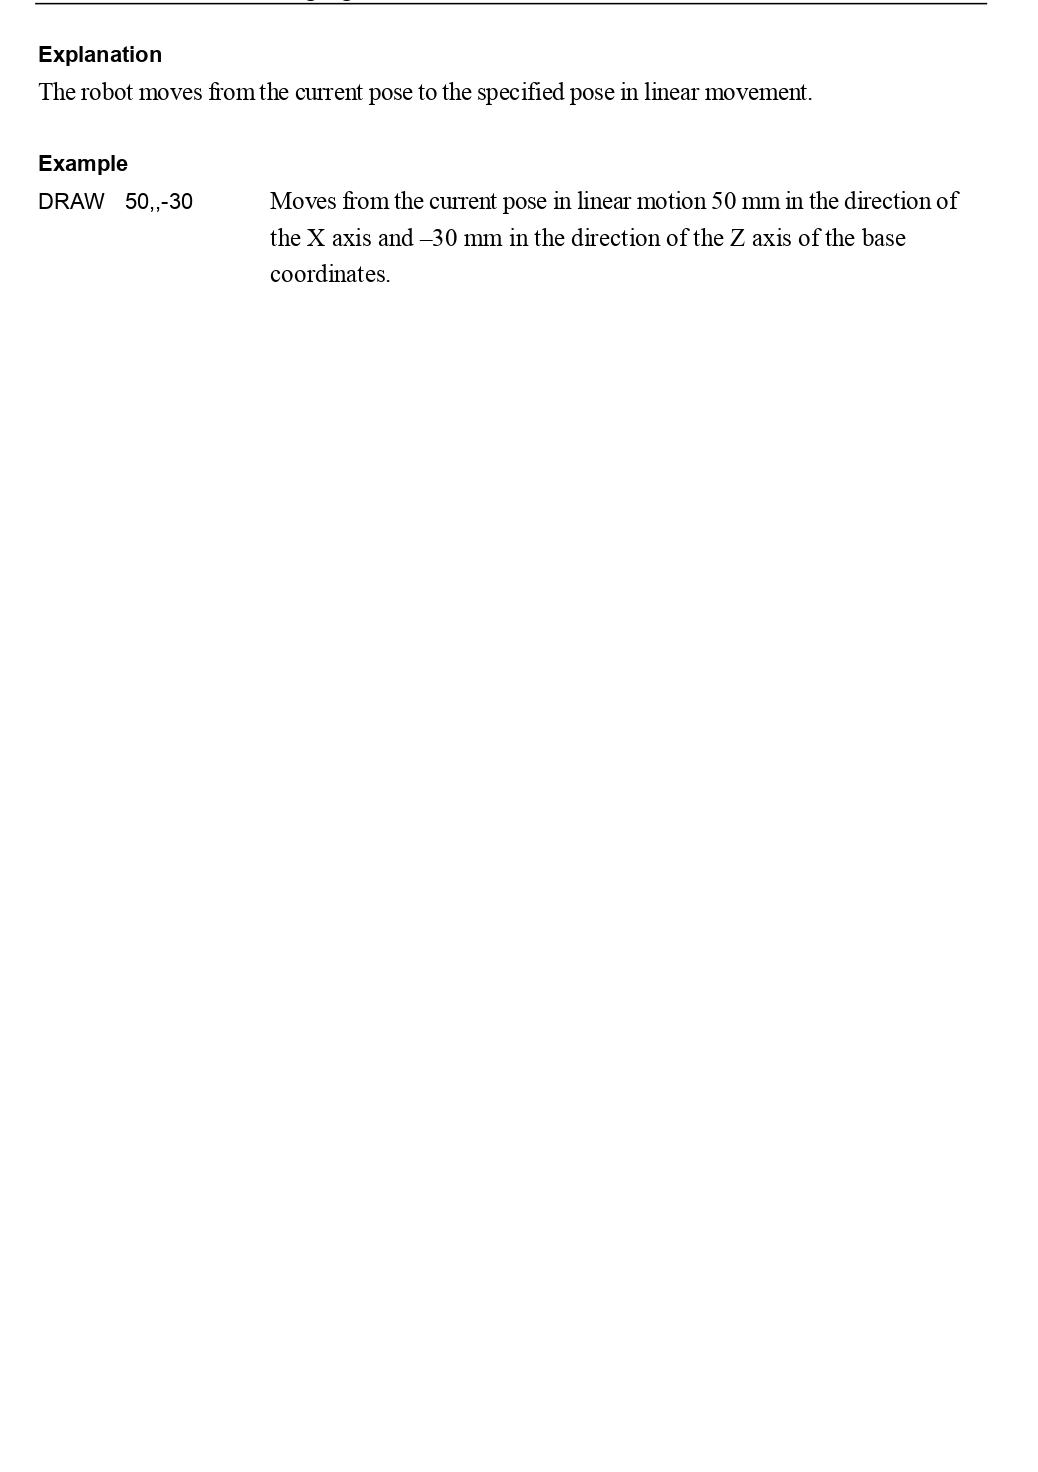 Explanation
The robot moves from the current pose to the specified pose in linear movement.
Example
DRAW 50,,-30 Moves from the current pose in linear motion 50 mm in the direction of
the X axis and –30 mm in the direction of the Z axis of the base
coordinates.